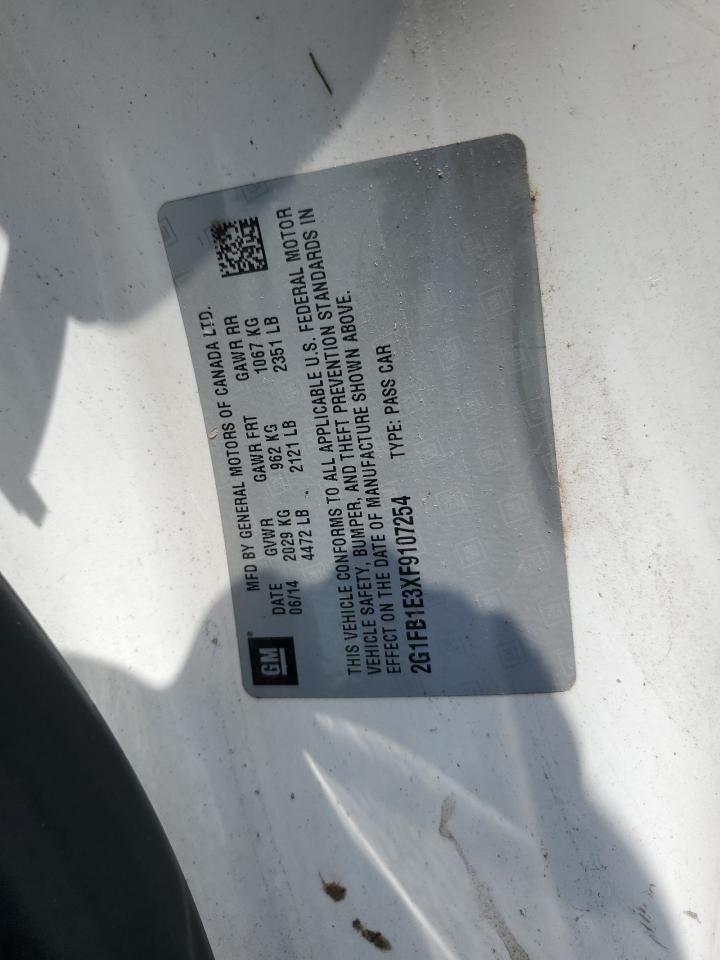 GM®
MFD BY GENERAL MOTORS OF CANADA LTD.
DATE GVWR GAWR FRT GAWR RR
06/14 2029 KG 962 KG 1067 KG
4472 LB 2121 LB 2351 LB
THIS VEHICLE CONFORMS TO ALL APPLICABLE U.S. FEDERAL MOTOR
VEHICLE SAFETY, BUMPER, AND THEFT PREVENTION STANDARDS IN
EFFECT ON THE DATE OF MANUFACTURE SHOWN ABOVE.
2G1FB1E3XF9107254 TYPE: PASS CAR